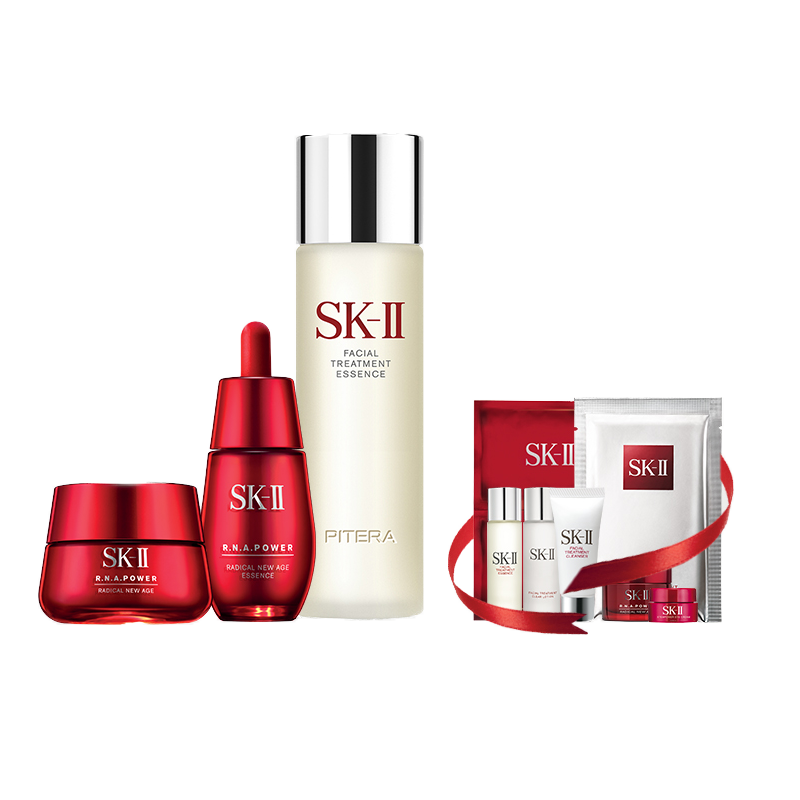 SK-II
FACIAL
TREATMENT
ESSENCE
PITERA
SK-II
R.N.A.POWER
RADICAL NEW AGE
ESSENCE
SK-II
R.N.A.POWER
RADICAL NEW AGE
SK-II
SK-II
SK-II
FACIAL
TREATMENT
ESSENCE
SK-II
FACIAL TREATMENT
CLEAR LOTION
SK-II
FACIAL
TREATMENT
CLEANSER
SK-II
R.N.A.POWER
RADICAL NEW
SK-II